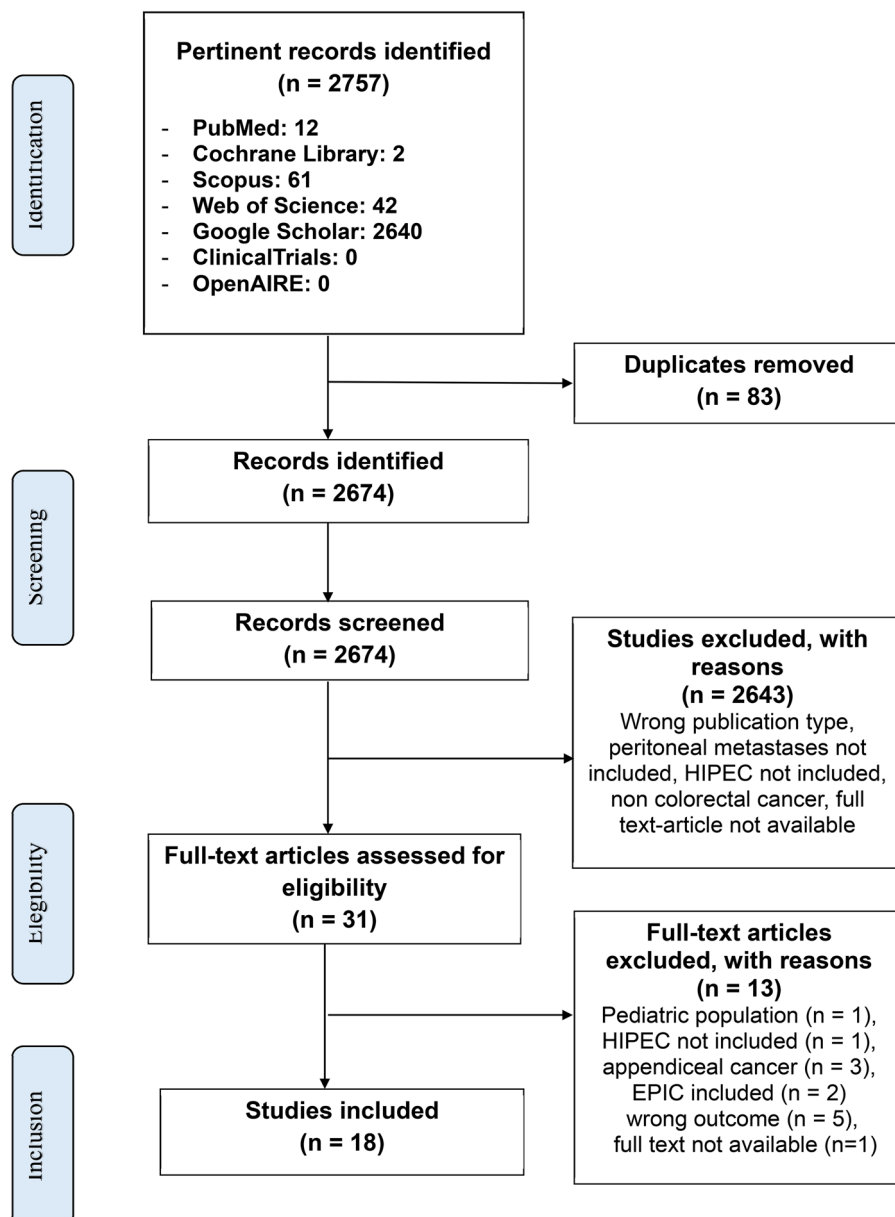 Identification
Pertinent records identified
(n = 2757)
- PubMed: 12
- Cochrane Library: 2
- Scopus: 61
- Web of Science: 42
- Google Scholar: 2640
- ClinicalTrials: 0
- OpenAIRE: 0
Duplicates removed
(n = 83)
Records identified
(n = 2674)
Screening
Records screened
(n = 2674)
Studies excluded, with
reasons
(n = 2643)
Wrong publication type,
peritoneal metastases not
included, HIPEC not included,
non colorectal cancer, full
text-article not available
Elegibility
Full-text articles assessed for
eligibility
(n = 31)
Full-text articles
excluded, with reasons
(n = 13)
Pediatric population (n = 1),
HIPEC not included (n = 1),
appendiceal cancer (n = 3),
EPIC included (n = 2)
wrong outcome (n = 5),
full text not available (n=1)
Inclusion
Studies included
(n = 18)